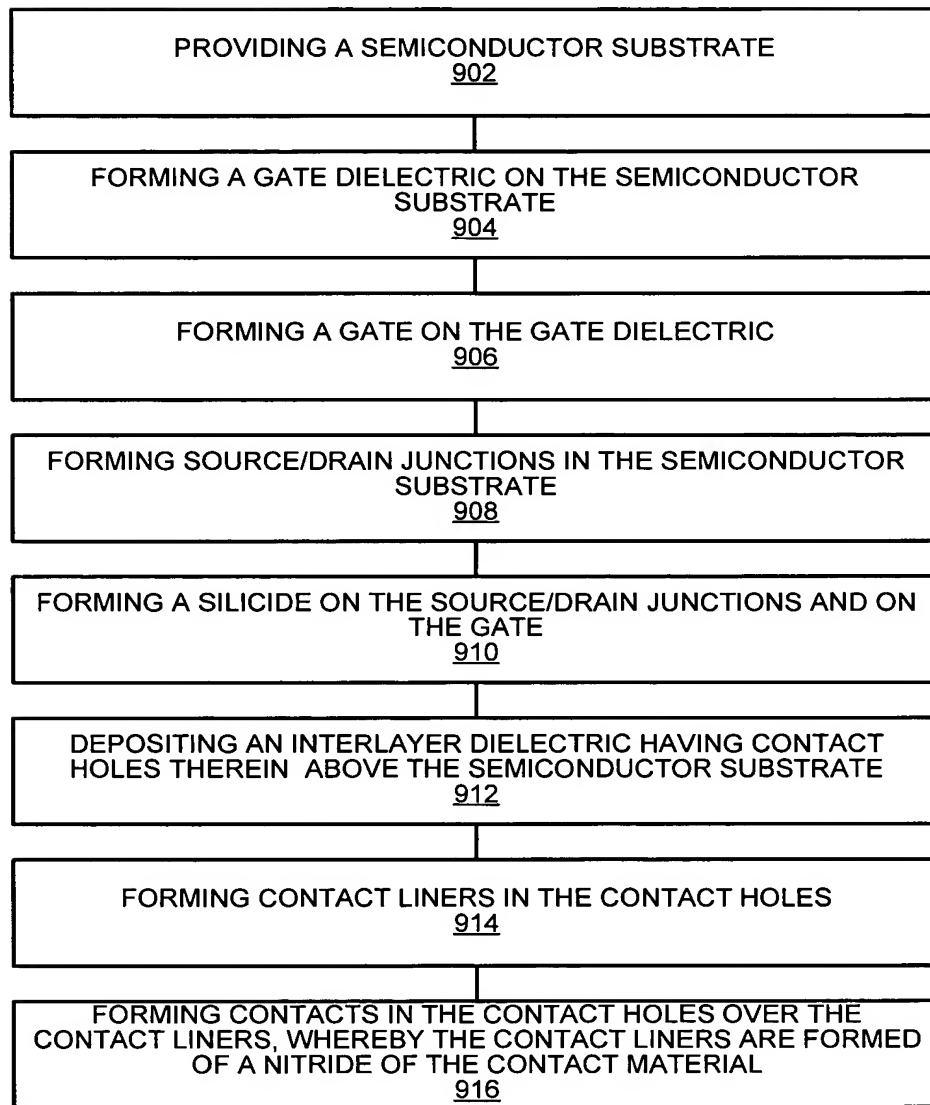 PROVIDING A SEMICONDUCTOR SUBSTRATE
902
FORMING A GATE DIELECTRIC ON THE SEMICONDUCTOR
SUBSTRATE
904
FORMING A GATE ON THE GATE DIELECTRIC
906
FORMING SOURCE/DRAIN JUNCTIONS IN THE SEMICONDUCTOR
SUBSTRATE
908
FORMING A SILICIDE ON THE SOURCE/DRAIN JUNCTIONS AND ON
THE GATE
910
DEPOSITING AN INTERLAYER DIELECTRIC HAVING CONTACT
HOLES THEREIN ABOVE THE SEMICONDUCTOR SUBSTRATE
912
FORMING CONTACT LINERS IN THE CONTACT HOLES
914
FORMING CONTACTS IN THE CONTACT HOLES OVER THE
CONTACT LINERS, WHEREBY THE CONTACT LINERS ARE FORMED
OF A NITRIDE OF THE CONTACT MATERIAL
916